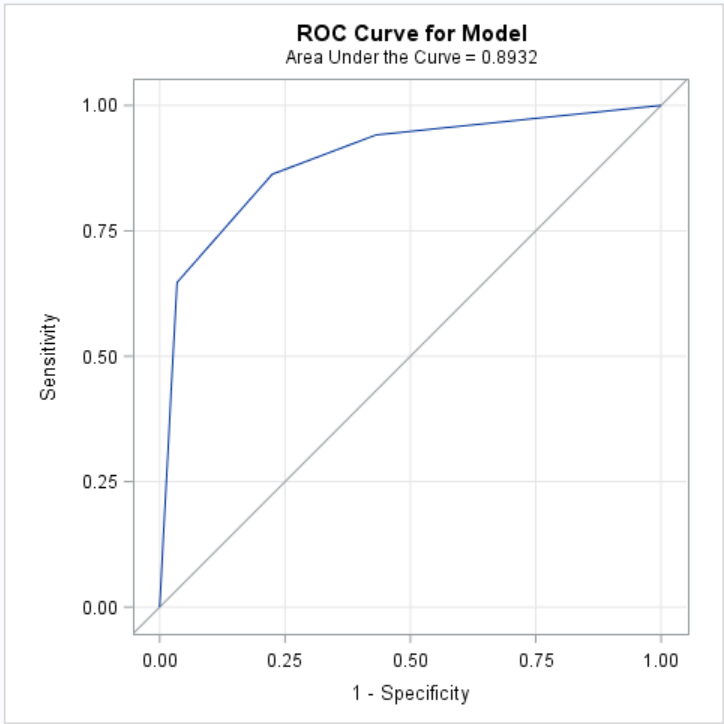 ROC Curve for Model
Area Under the Curve = 0.8932
1.00
0.75
0.50
0.25
0.00
Sensitivity
0.00 0.25 0.50 0.75 1.00
1 - Specificity